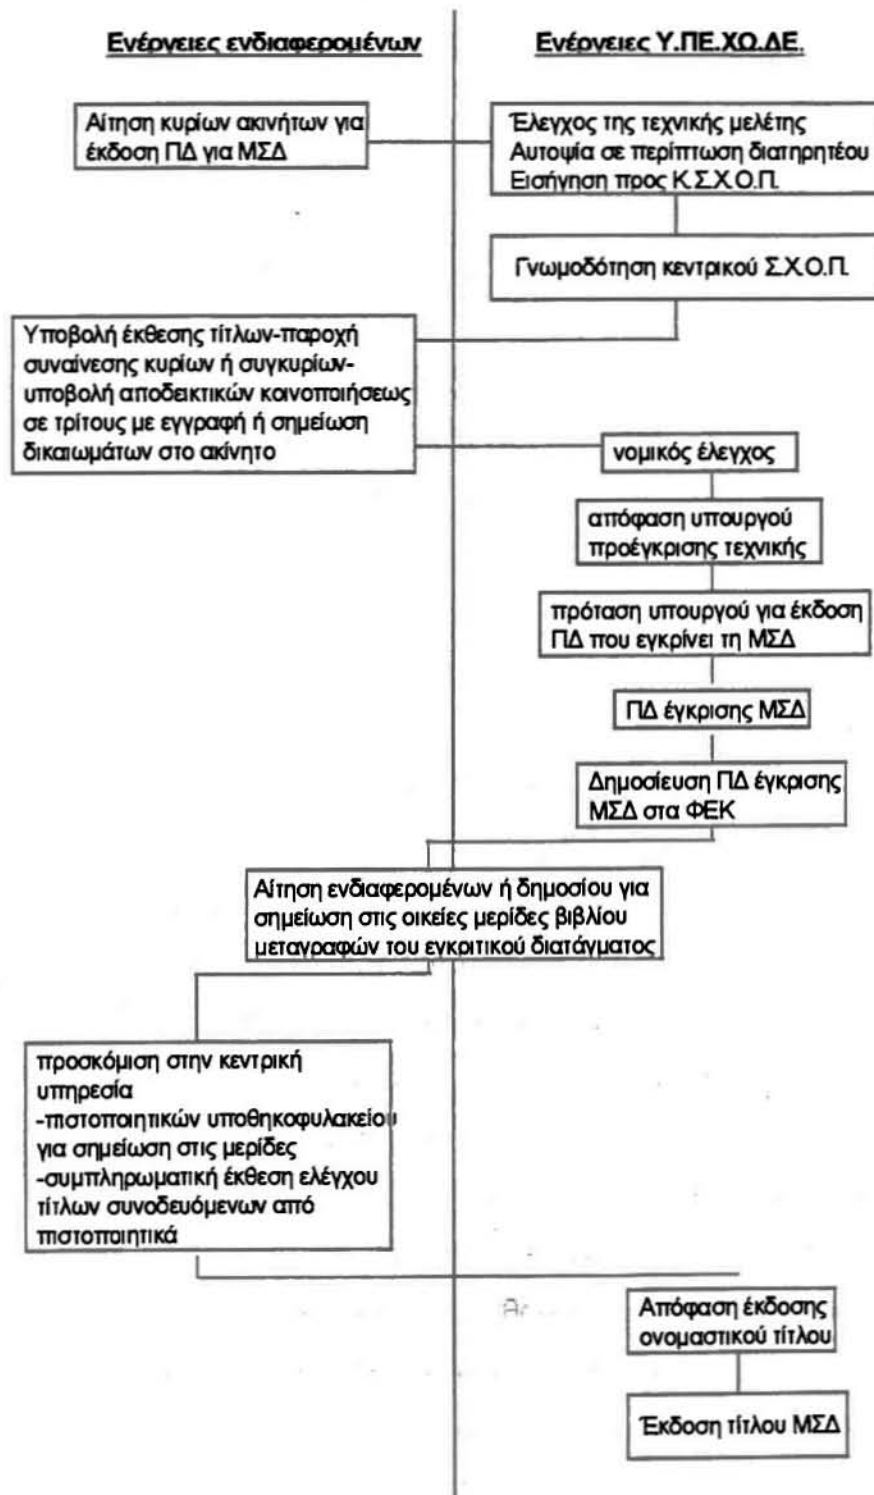 Ενέργειες ενδιαφερομένων
Ενέργειες Υ.ΠΕ.ΧΩ.ΔΕ.
Αίτηση κυρίων ακινήτων για
έκδοση ΠΔ για ΜΣΔ
Έλεγχος της τεχνικής μελέτης
Αυτοψία σε περίπτωση διατηρητέου
Εισήγηση προς Κ.Σ.Χ.Ο.Π.
Γνωμοδότηση κεντρικού Σ.Χ.Ο.Π.
Υποβολή έκθεσης τίτλων-παροχή
συναίνεσης κυρίων ή συγκυρίων-
υποβολή αποδεικτικών κοινοποιήσεως
σε τρίτους με εγγραφή ή σημείωση
δικαιωμάτων στο ακίνητο
νομικός έλεγχος
απόφαση υπουργού
προέγκρισης τεχνικής
πρόταση υπουργού για έκδοση
ΠΔ που εγκρίνει τη ΜΣΔ
ΠΔ έγκρισης ΜΣΔ
Δημοσίευση ΠΔ έγκρισης
ΜΣΔ στα ΦΕΚ
Αίτηση ενδιαφερομένων ή δημοσίου για
σημείωση στις οικείες μερίδες βιβλίου
μεταγραφών του εγκριτικού διατάγματος
προσκόμιση στην κεντρική
υπηρεσία
-πιστοποιητικών υποθηκοφυλακείου
για σημείωση στις μερίδες
-συμπληρωματική έκθεση ελέγχου
τίτλων συνοδευόμενων από
πιστοποιητικά
Απόφαση έκδοσης
ονομαστικού τίτλου
Έκδοση τίτλου ΜΣΔ